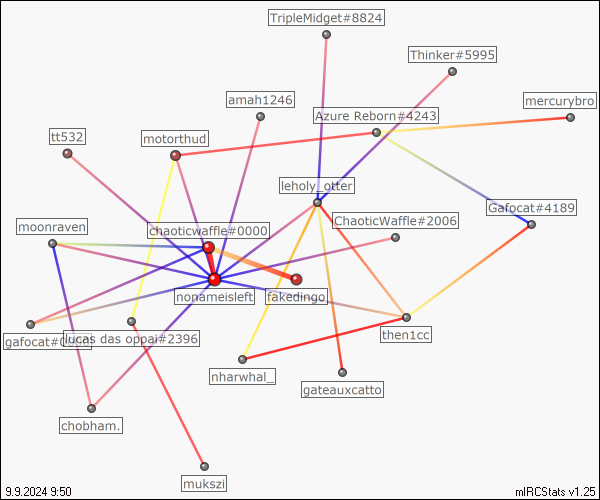 TripleMidget#8824
Thinker#5995
amah1246
mercurybro
Azure Reborn#4243
tt532
motorthud
leholy_otter
Gafocat#4189
moonraven
chaoticwaffle#0000
ChaoticWaffle#2006
nonameisleft
fakedingo
gafocat#0
lucas das oppai#2396
then1cc
nharwhal_
gateauxcatto
chobham.
mukszi
9.9.2024 9:50
mIRCStats v1.25